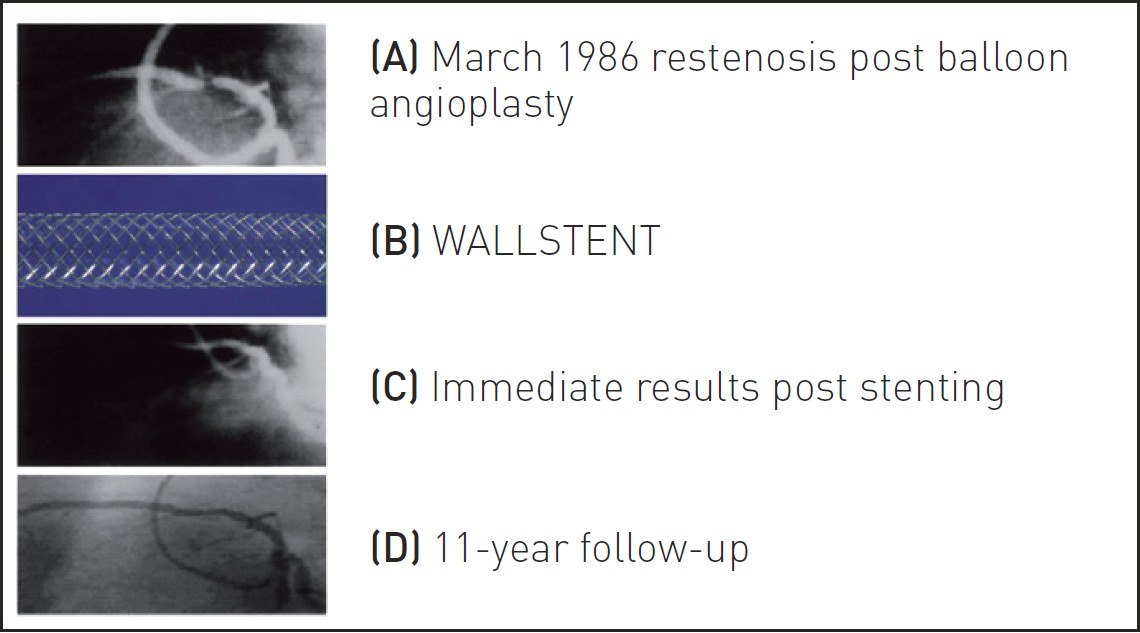 (A) March 1986 restenosis post balloon
angioplasty
(B) WALLSTENT
(C) Immediate results post stenting
(D) 11-year follow-up